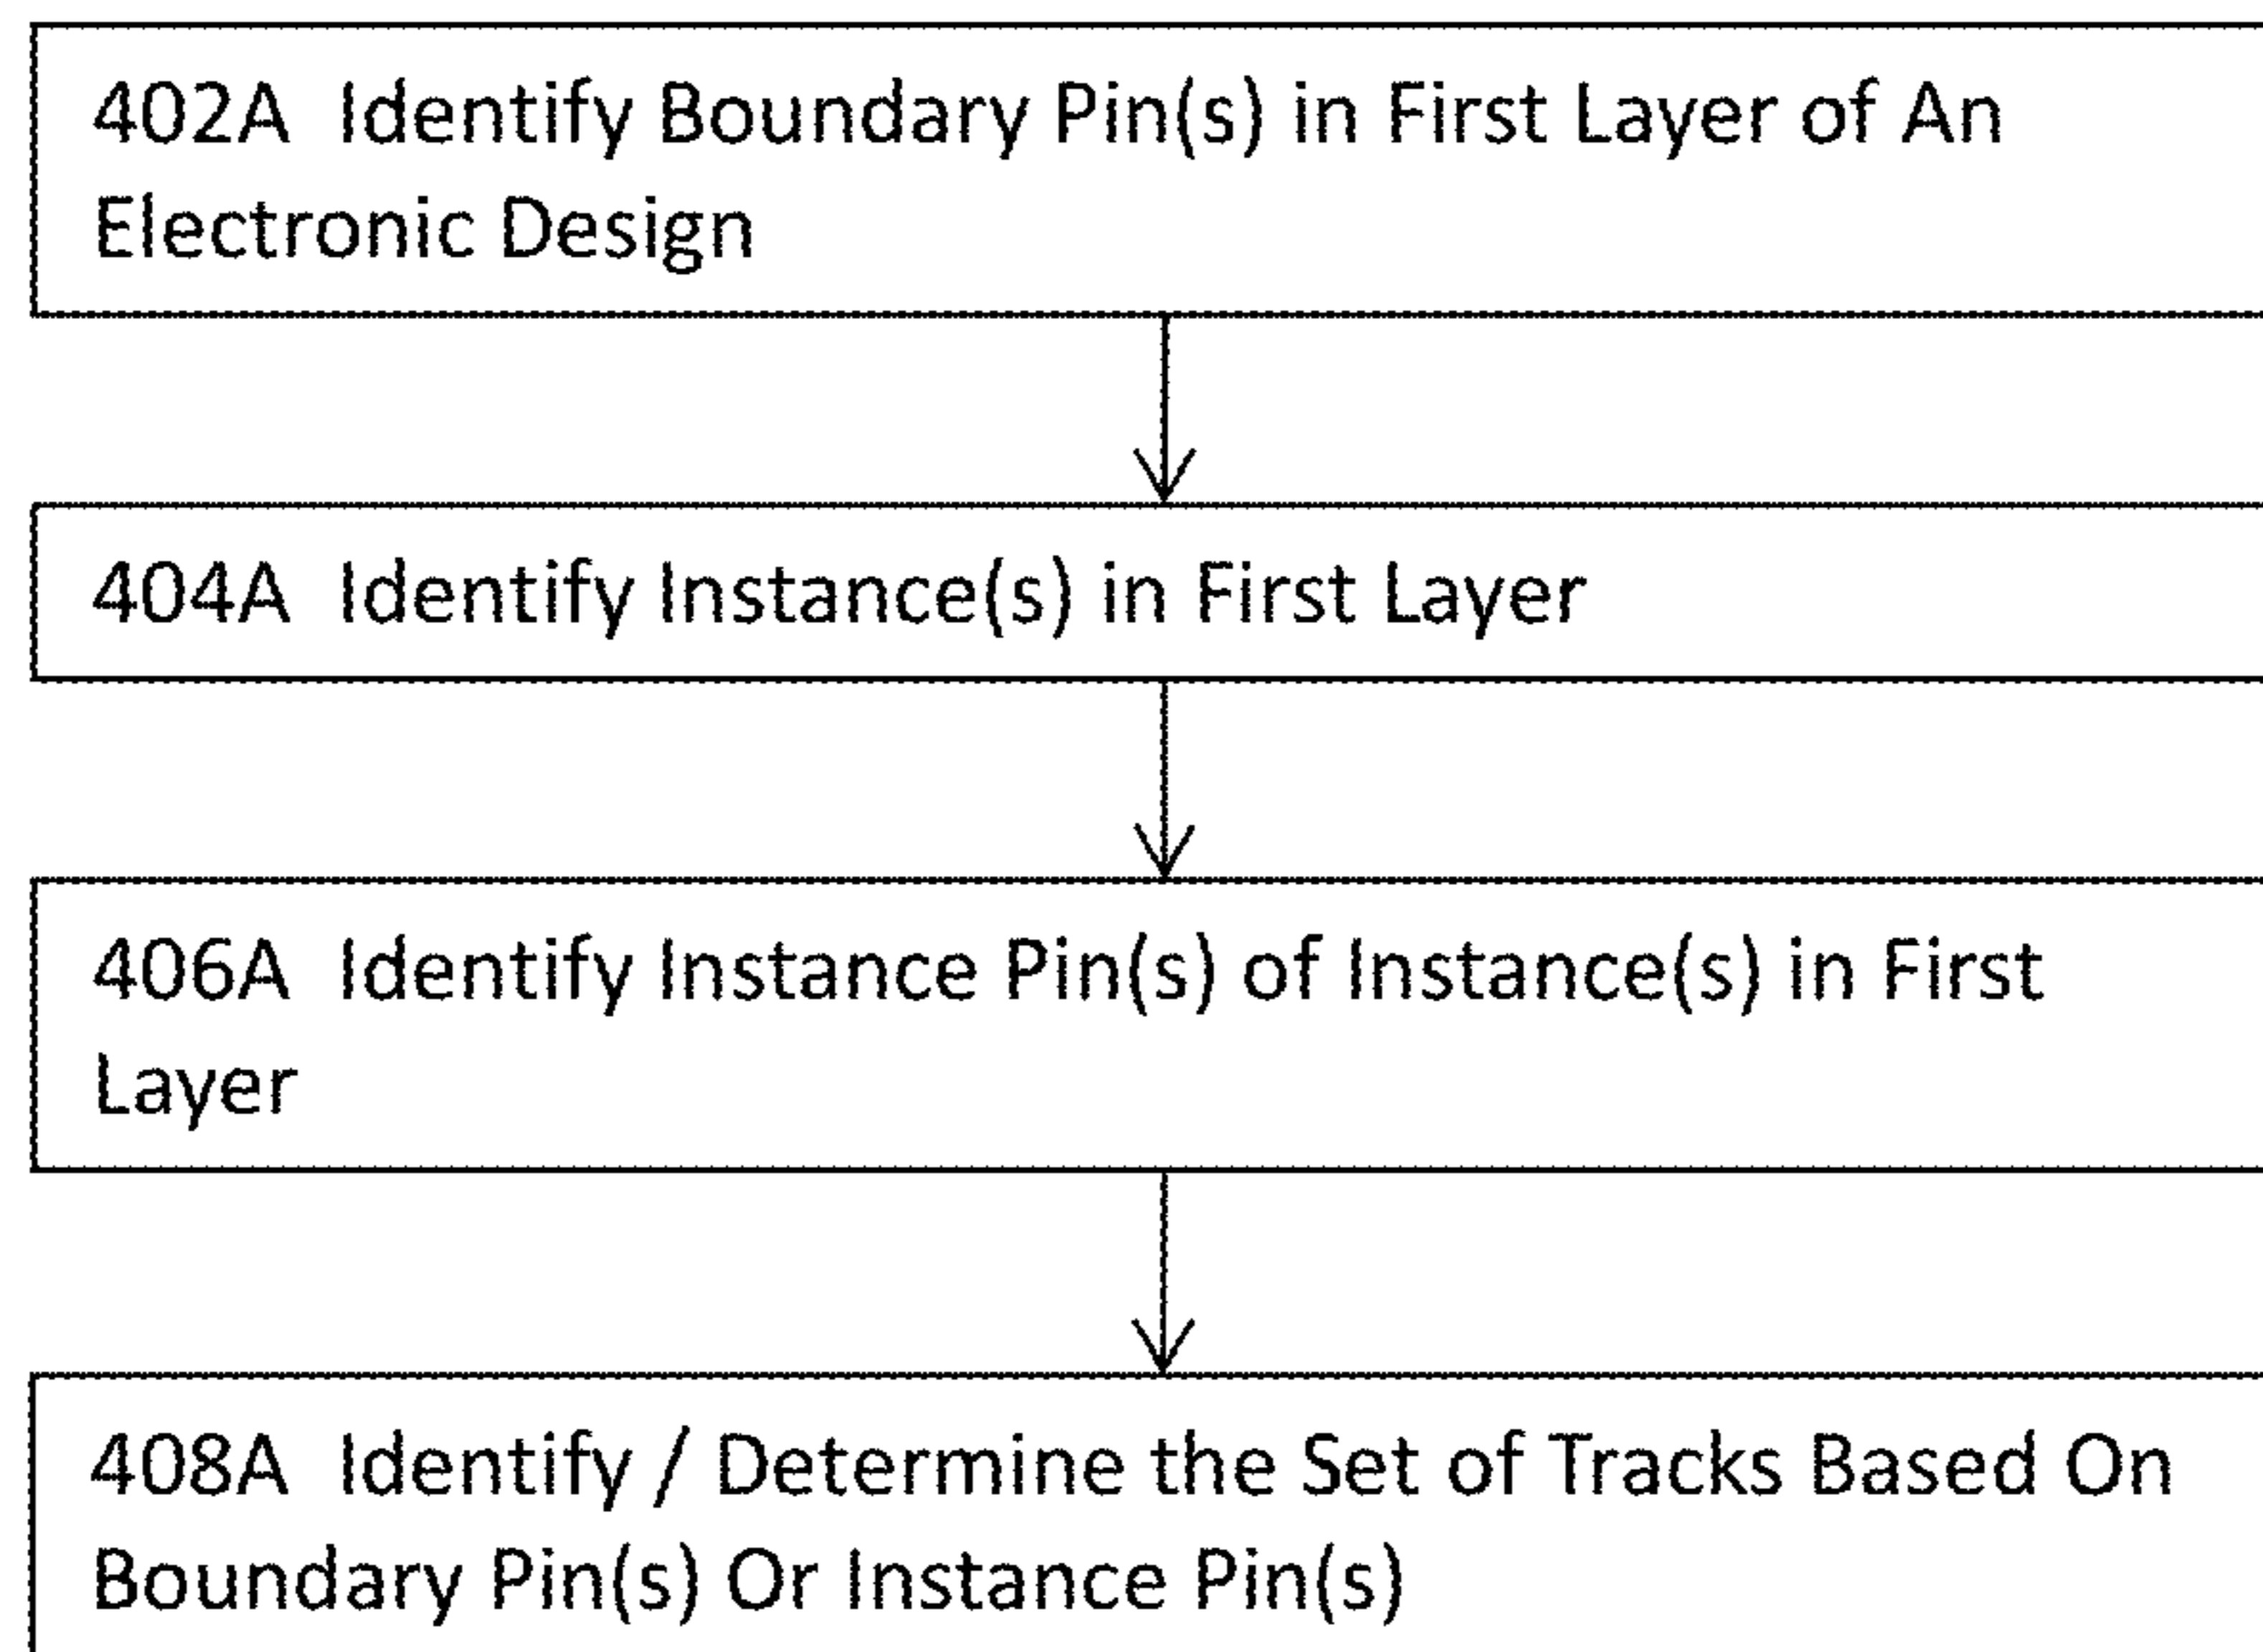 402A Identify Boundary Pin(s) in First Layer of An
Electronic Design
404A Identify Instance(s) in First Layer
406A Identify Instance Pin(s) of Instance(s) in First
Layer
408A Identify / Determine the Set of Tracks Based On
Boundary Pin(s) Or Instance Pin(s)